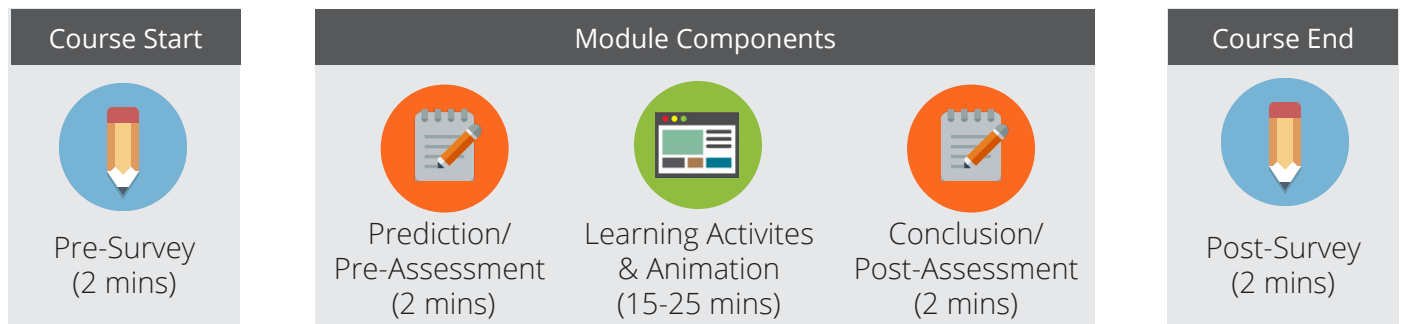 Course Start
Pre-Survey
(2 mins)
Module Components
Prediction/
Pre-Assessment
(2 mins)
Learning Activites
& Animation
(15-25 mins)
Conclusion/
Post-Assessment
(2 mins)
Course End
Post-Survey
(2 mins)